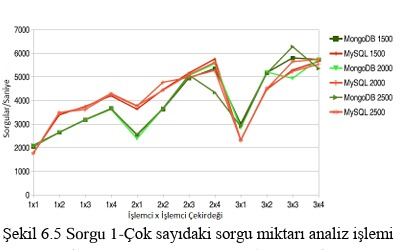 7000
6000
5000
4000
3000
2000
1000
0
Sorgular/Saniye
1x1 1x2 1x3 1x4 2x1 2x2 2x3 2x4 3x1 3x2 3x3 3x4
İşlemci x İşlemci Çekirdeği
MongoDB 1500
MySQL 1500
MongoDB 2000
MySQL 2000
MongoDB 2500
MySQL 2500
Şekil 6.5 Sorgu 1-Çok sayıdaki sorgu miktarı analiz işlemi